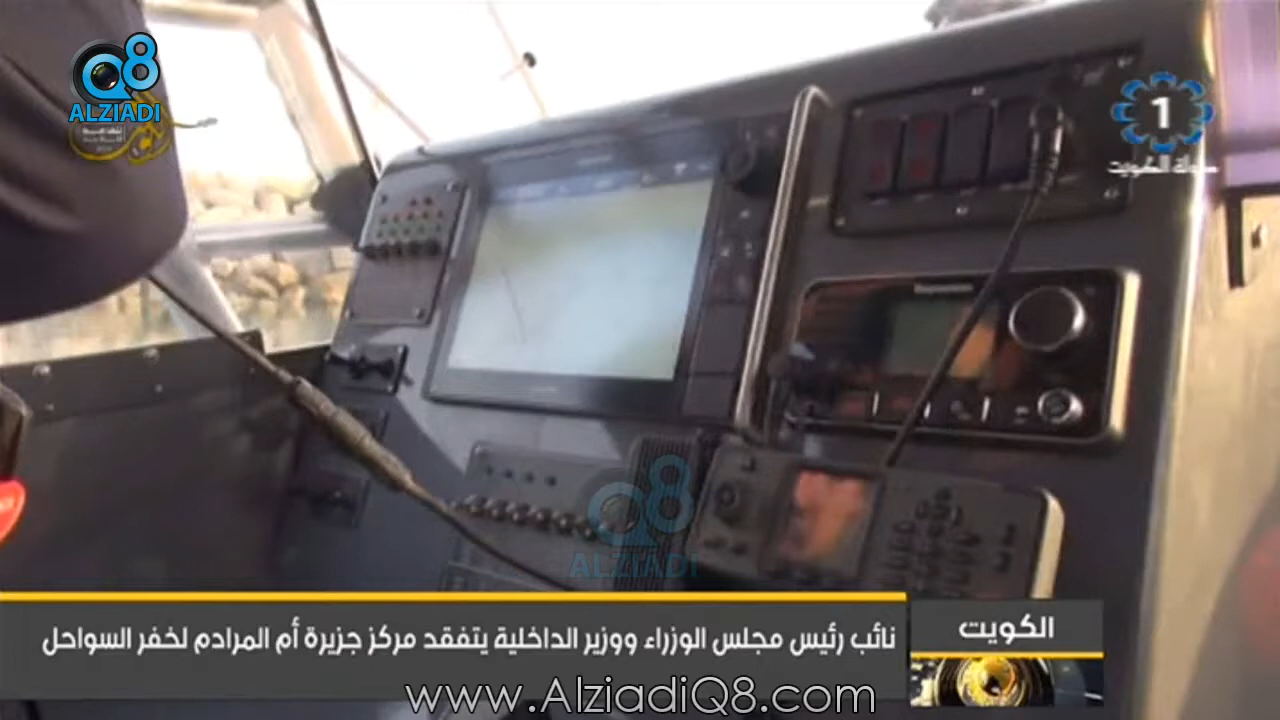 Q8
ALZIADI
1
Q8
ALZIADI
الكويت
نائب رئيس مجلس الوزراء ووزير الداخلية يتفقد مركز جزيرة أم المرادم لخفر السواحل
www.AlziadiQ8.com